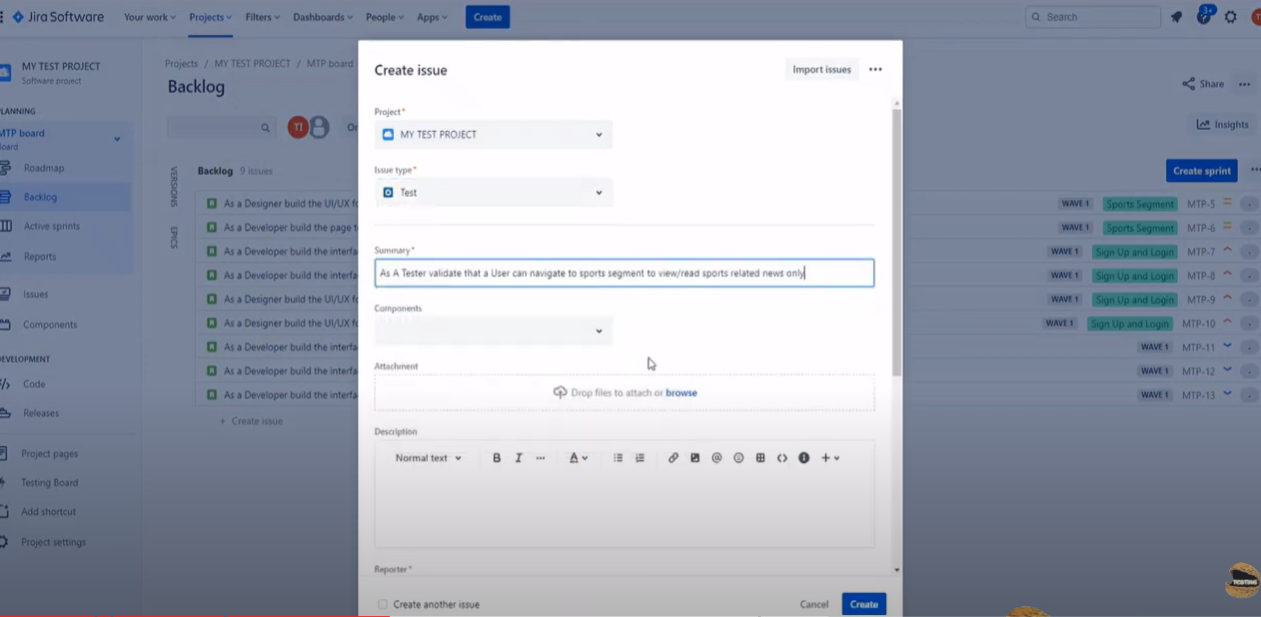 Jira Software Your work Projects Filters Dashboards People Apps Create Search 3+
MY TEST PROJECT
Software project
PLANNING
MTP board
Board
Roadmap
Backlog
Active sprints
Reports
Issues
Components
DEVELOPMENT
Code
Releases
Project pages
Testing Board
Add shortcut
Project settings
Projects / MY TEST PROJECT / MTP board
Backlog
TI
Share
Insights
VERSIONS
EPICS
Backlog 9 issues
Create sprint
As a Designer build the UI/UX fo WAVE 1 Sports Segment MTP-5
As a Developer build the page t WAVE 1 Sports Segment MTP-6
As a Developer build the interfa WAVE 1 Sign Up and Login MTP-7
As a Developer build the interfa WAVE 1 Sign Up and Login MTP-8
As a Designer build the UI/UX fo WAVE 1 Sign Up and Login MTP-9
As a Designer build the UI/UX fo WAVE 1 Sign Up and Login MTP-10
As a Developer build the interfa WAVE 1 MTP-11
As a Developer build the interfa WAVE 1 MTP-12
As a Developer build the interfa WAVE 1 MTP-13
+ Create issue
Create issue
Import issues
Project*
MY TEST PROJECT
Issue type*
Test
Summary*
As A Tester validate that a User can navigate to sports segment to view/read sports related news only
Components
Attachment
Drop files to attach or browse
Description
Normal text B I ... A @ <> +
Reporter*
Create another issue
Cancel Create
TESTING